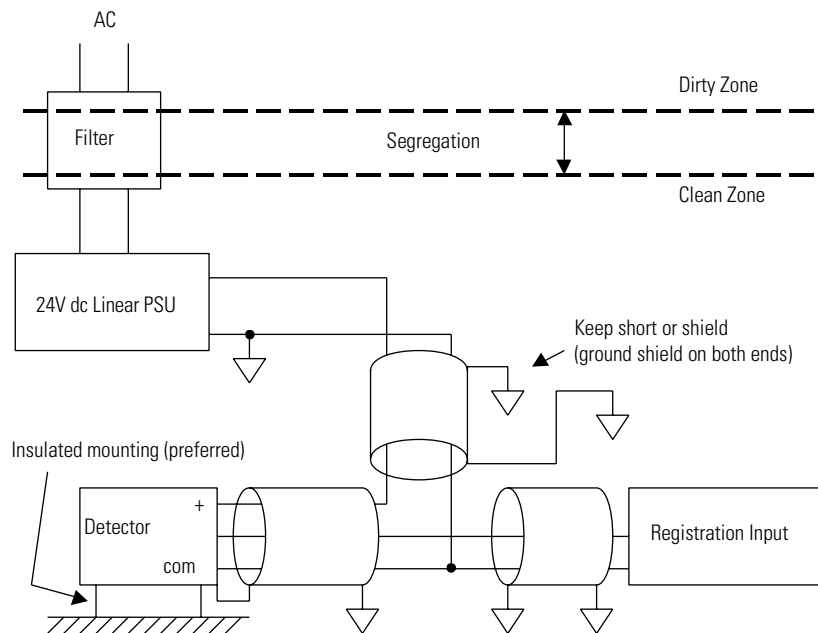 AC
Dirty Zone
Filter
Segregation
Clean Zone
24V dc Linear PSU
Keep short or shield
(ground shield on both ends)
Insulated mounting (preferred)
+
Detector
com
Registration Input